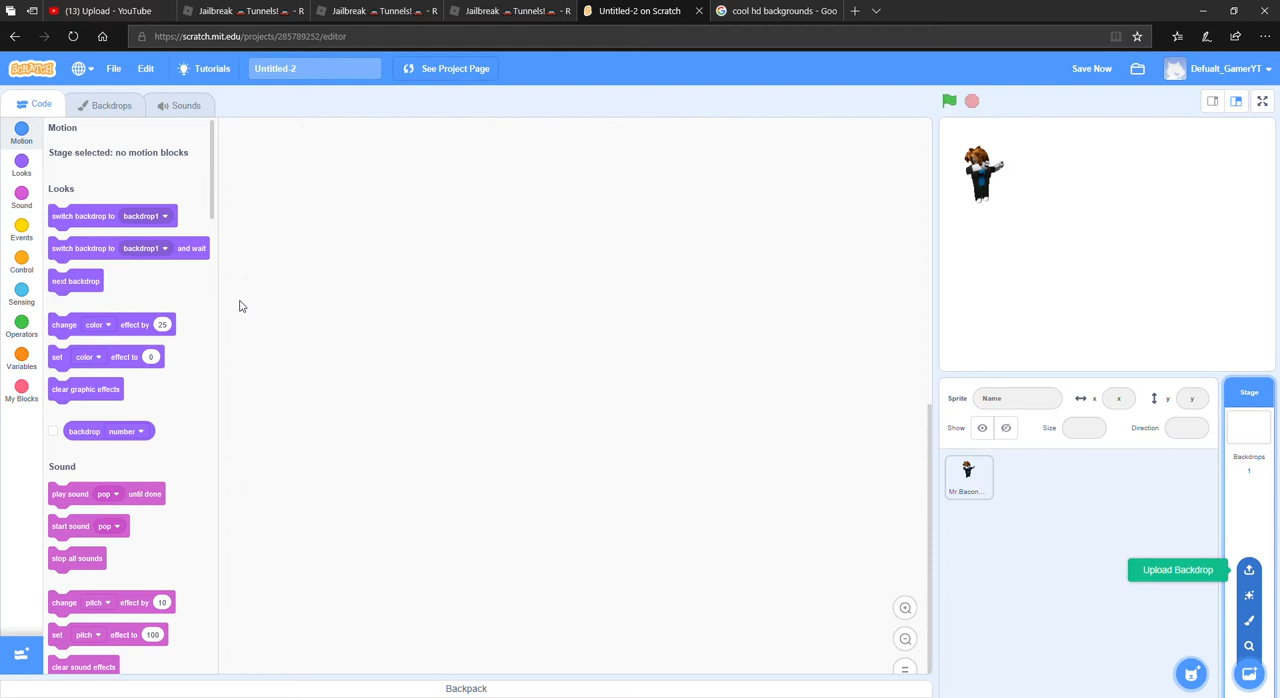 (13) Upload - YouTube
Jailbreak 🚗Tunnels!🚗 - R
Jailbreak 🚗Tunnels!🚗 - R
Jailbreak 🚗Tunnels!🚗 - R
Untitled-2 on Scratch
cool hd backgrounds - Goo
https://scratch.mit.edu/projects/285789252/editor
SCRATCH
File
Edit
Tutorials
Untitled-2
See Project Page
Save Now
Defualt_GamerYT
Code
Backdrops
Sounds
Motion
Looks
Sound
Events
Control
Sensing
Operators
Variables
My Blocks
Motion
Stage selected: no motion blocks
Looks
switch backdrop to backdrop1
switch backdrop to backdrop1 and wait
next backdrop
change color effect by 25
set color effect to 0
clear graphic effects
backdrop number
Sound
play sound pop until done
start sound pop
stop all sounds
change pitch effect by 10
set pitch effect to 100
clear sound effects
Backpack
Sprite Name
x x
y y
Show
Size
Direction
Mr.Bacon...
Stage
Backdrops
1
Upload Backdrop